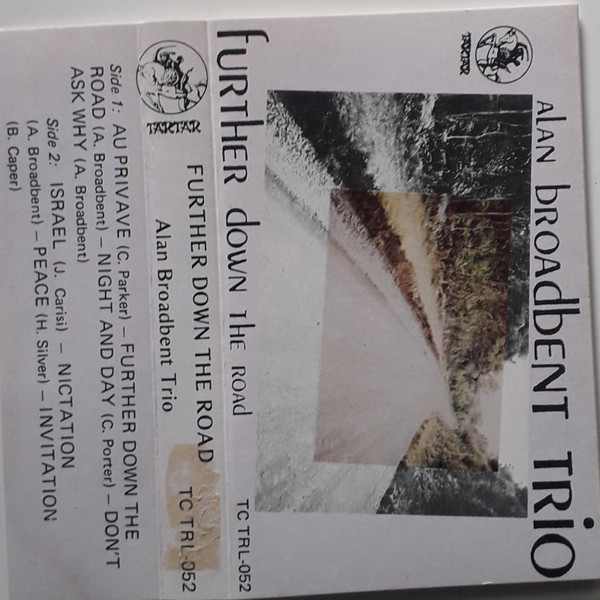 alan broadbent trio
TARTAR
further down the road
TC TRL-052
TARTAR
FURTHER DOWN THE ROAD
Alan Broadbent Trio
TC TRL-052
Side 1: AU PRIVAVE (C. Parker) – FURTHER DOWN THE
ROAD (A. Broadbent) – NIGHT AND DAY (C. Porter) – DON'T
ASK WHY (A. Broadbent)
Side 2: ISRAEL (J. Carisi) – NICTATION
(A. Broadbent) – PEACE (H. Silver) – INVITATION
(B. Caper)